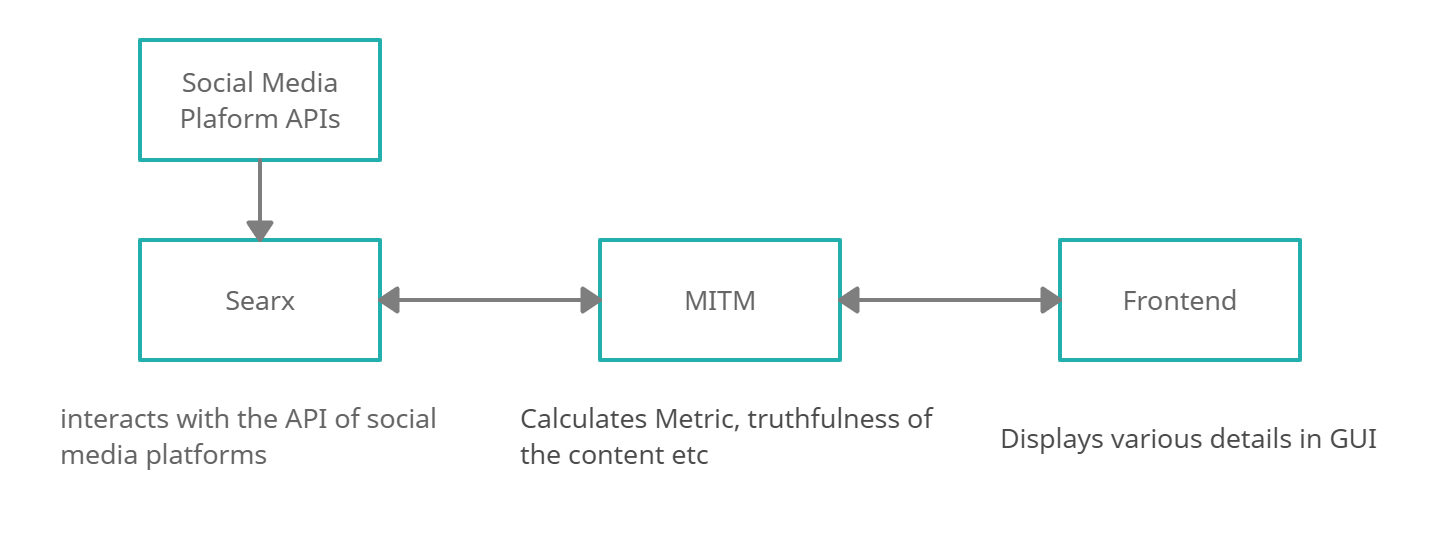 Social Media
Plaform APIs
Searx
MITM
Frontend
interacts with the API of social
media platforms
Calculates Metric, truthfulness of
the content etc
Displays various details in GUI